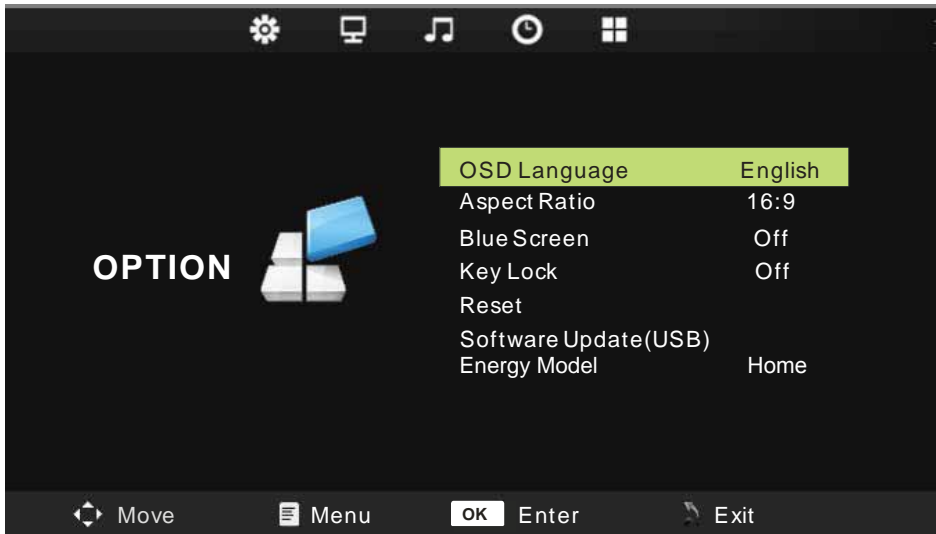 OSD Language English
Aspect Ratio 16:9
Blue Screen Off
OPTION
Key Lock Off
Reset
Software Update(USB)
Energy Model Home
Move Menu OK Enter Exit